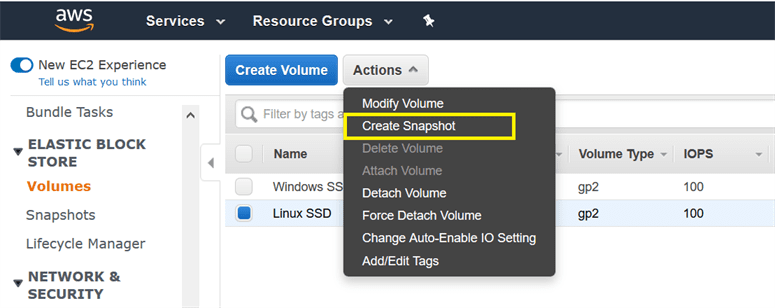 aws
Services
Resource Groups
New EC2 Experience
Tell us what you think
Bundle Tasks
ELASTIC BLOCK
STORE
Volumes
Snapshots
Lifecycle Manager
NETWORK &
SECURITY
Create Volume
Actions
Filter by tags
Modify Volume
Create Snapshot
Delete Volume
Attach Volume
Detach Volume
Force Detach Volume
Change Auto-Enable IO Setting
Add/Edit Tags
Name
Volume Type
IOPS
Windows SS
gp2
100
Linux SSD
gp2
100